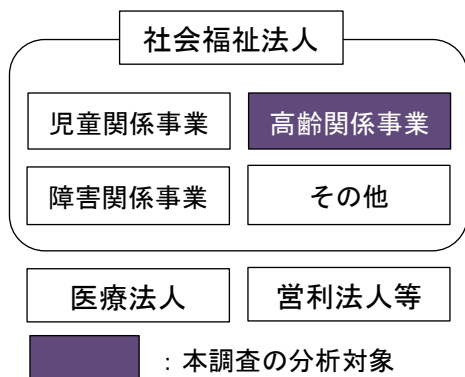 社会福祉法人
児童関係事業 高齢関係事業
障害関係事業 その他
医療法人 営利法人等
：本調査の分析対象